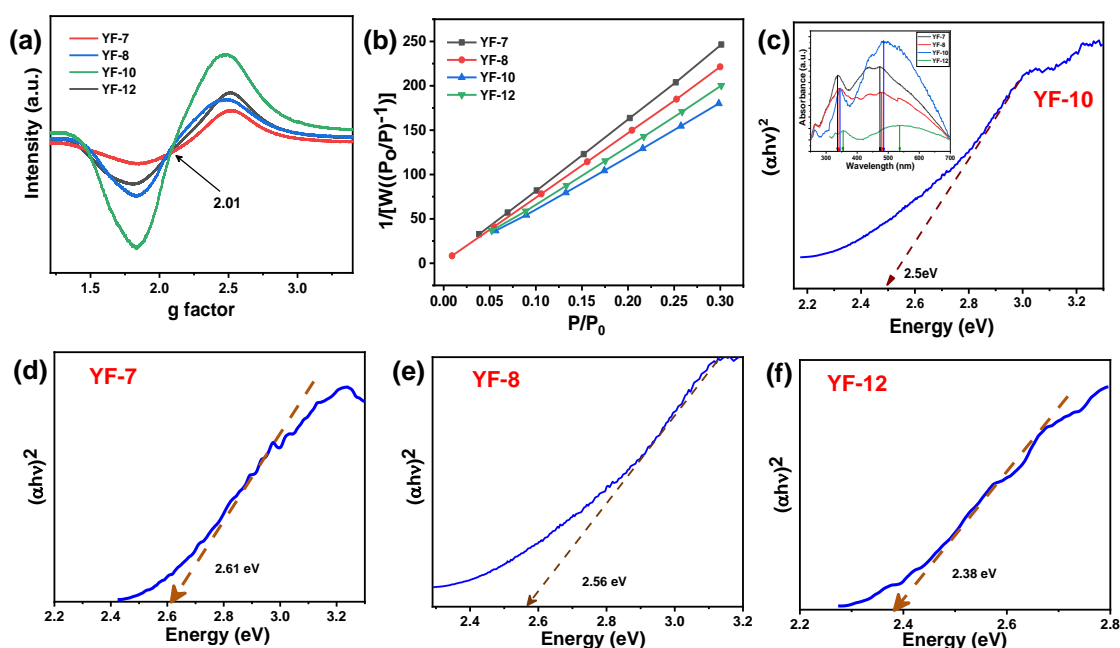 (a)
YF-7
YF-8
YF-10
YF-12
2.01
Intensity (a.u.)
1.5
2.0
2.5
3.0
g factor
(b)
YF-7
YF-8
YF-10
YF-12
1/[W((Po/P)⁻¹)]
250
200
150
100
50
0
0.00
0.05
0.10
0.15
0.20
0.25
0.30
P/P₀
(c)
YF-7
YF-8
YF-10
YF-12
Absorbance (a.u.)
300
400
500
600
700
Wavelength (nm)
YF-10
(αhν)²
2.5eV
2.2
2.4
2.6
2.8
3.0
3.2
Energy (eV)
(d)
YF-7
(αhν)²
2.61 eV
2.2
2.4
2.6
2.8
3.0
3.2
Energy (eV)
(e)
YF-8
(αhν)²
2.56 eV
2.4
2.6
2.8
3.0
3.2
Energy (eV)
(f)
YF-12
(αhν)²
2.38 eV
2.2
2.4
2.6
2.8
Energy (eV)